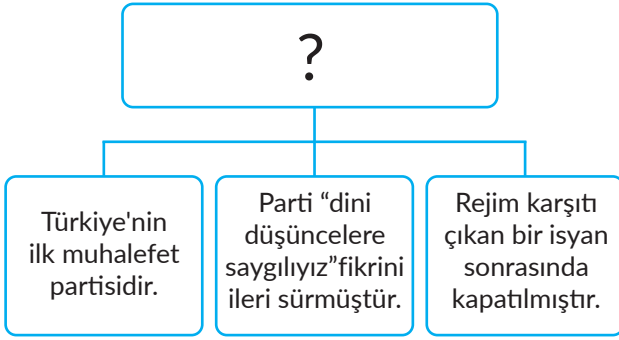 ?
Türkiye'nin
ilk muhalefet
partisidir.
Parti “dini
düşüncelere
saygılıyız”fikrini
ileri sürmüştür.
Rejim karşıtı
çıkan bir isyan
sonrasında
kapatılmıştır.